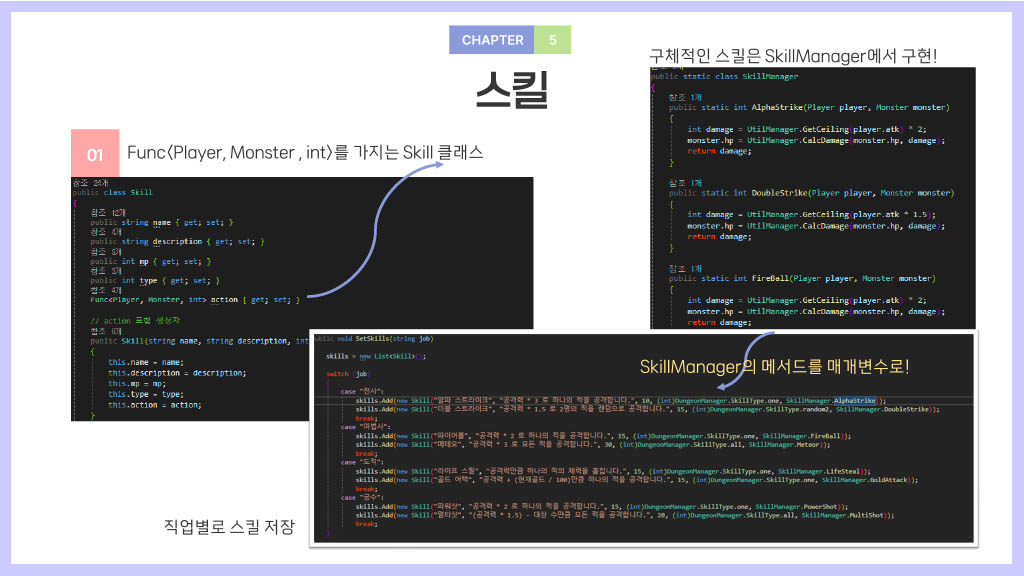 CHAPTER 5
스킬
01
Func<Player, Monster , int>를 가지는 Skill 클래스
참조 24개
public class Skill
{
참조 12개
public string name { get; set; }
참조 4개
public string description { get; set; }
참조 8개
public int mp { get; set; }
참조 5개
public int type { get; set; }
참조 4개
Func<Player, Monster, int> action { get; set; }
// action 포함 생성자
참조 8개
public Skill(string name, string description, int
{
this.name = name;
this.description = description;
this.mp = mp;
this.type = type;
this.action = action;
}
구체적인 스킬은 SkillManager에서 구현!
public static class SkillManager
{
참조 1개
public static int AlphaStrike(Player player, Monster monster)
{
int damage = UtilManager.GetCeiling(player.atk) * 2;
monster.hp = UtilManager.CalcDamage(monster.hp, damage);
return damage;
}
참조 1개
public static int DoubleStrike(Player player, Monster monster)
{
int damage = UtilManager.GetCeiling(player.atk * 1.5);
monster.hp = UtilManager.CalcDamage(monster.hp, damage);
return damage;
}
참조 1개
public static int FireBall(Player player, Monster monster)
{
int damage = UtilManager.GetCeiling(player.atk) * 2;
monster.hp = UtilManager.CalcDamage(monster.hp, damage);
return damage;
SkillManager의 메서드를 매개변수로!
public void SetSkills(string job)
skills = new List<Skill>();
switch (job)
{
case "전사":
skills.Add(new Skill("알파 스트라이크", "공격력 * 3 로 하나의 적을 공격합니다.", 10, (int)DungeonManager.SkillType.one, SkillManager.AlphaStrike));
skills.Add(new Skill("더블 스트라이크", "공격력 * 1.5 로 2명의 적을 랜덤으로 공격합니다.", 15, (int)DungeonManager.SkillType.random2, SkillManager.DoubleStrike));
break;
case "마법사":
skills.Add(new Skill("파이어볼", "공격력 * 2 로 하나의 적을 공격합니다.", 15, (int)DungeonManager.SkillType.one, SkillManager.FireBall));
skills.Add(new Skill("메테오", "공격력 * 3 로 모든 적을 공격합니다.", 30, (int)DungeonManager.SkillType.all, SkillManager.Meteor));
break;
case "도적":
skills.Add(new Skill("라이프 스틸", "공격력만큼 하나의 적의 체력을 훔칩니다.", 15, (int)DungeonManager.SkillType.one, SkillManager.LifeSteal));
skills.Add(new Skill("골드 어택", "공격력 + (현재골드 / 100)만큼 하나의 적을 공격합니다.", 15, (int)DungeonManager.SkillType.one, SkillManager.GoldAttack));
break;
case "궁수":
skills.Add(new Skill("파워샷", "공격력 * 2 로 하나의 적을 공격합니다.", 15, (int)DungeonManager.SkillType.one, SkillManager.PowerShot));
skills.Add(new Skill("멀티샷", "(공격력 * 1.5) - 대상 수만큼 모든 적을 공격합니다.", 20, (int)DungeonManager.SkillType.all, SkillManager.MultiShot));
break;
}
직업별로 스킬 저장